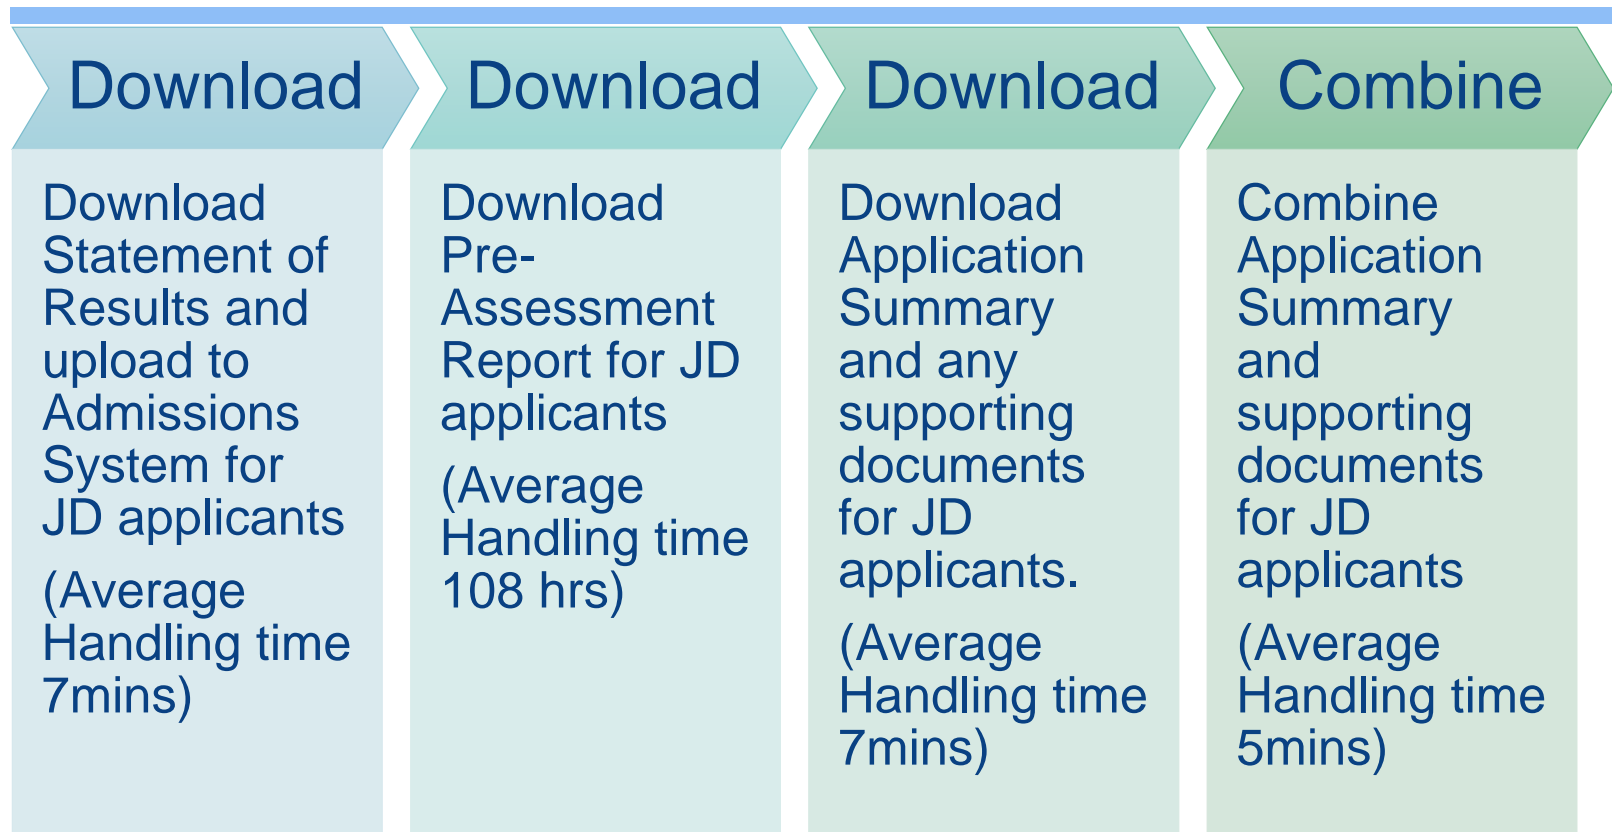 Download
Download
Download
Combine
Download
Statement of
Results and
upload to
Admissions
System for
JD applicants
(Average
Handling time
7mins)
Download
Pre-
Assessment
Report for JD
applicants
(Average
Handling time
108 hrs)
Download
Application
Summary
and any
supporting
documents
for JD
applicants.
(Average
Handling time
7mins)
Combine
Application
Summary
and
supporting
documents
for JD
applicants
(Average
Handling time
5mins)